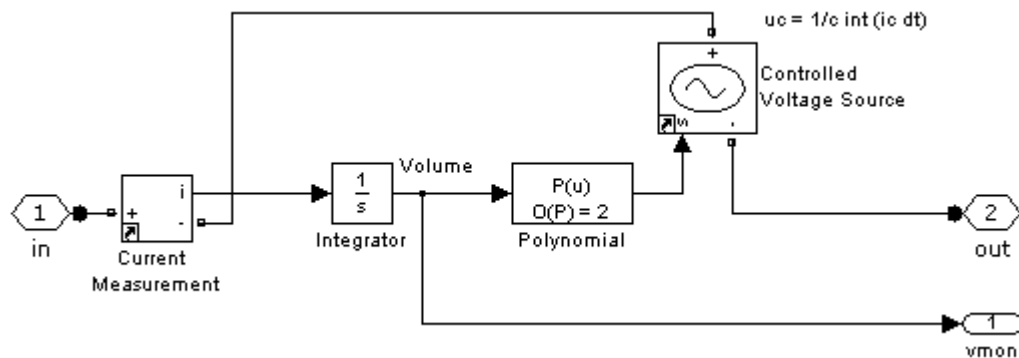 uc = 1/c int (ic dt)
+
Controlled
Voltage Source
s
-
Volume
1
in
+
i
-
Current
Measurement
1
s
Integrator
P(u)
O(P) = 2
Polynomial
2
out
1
vmon